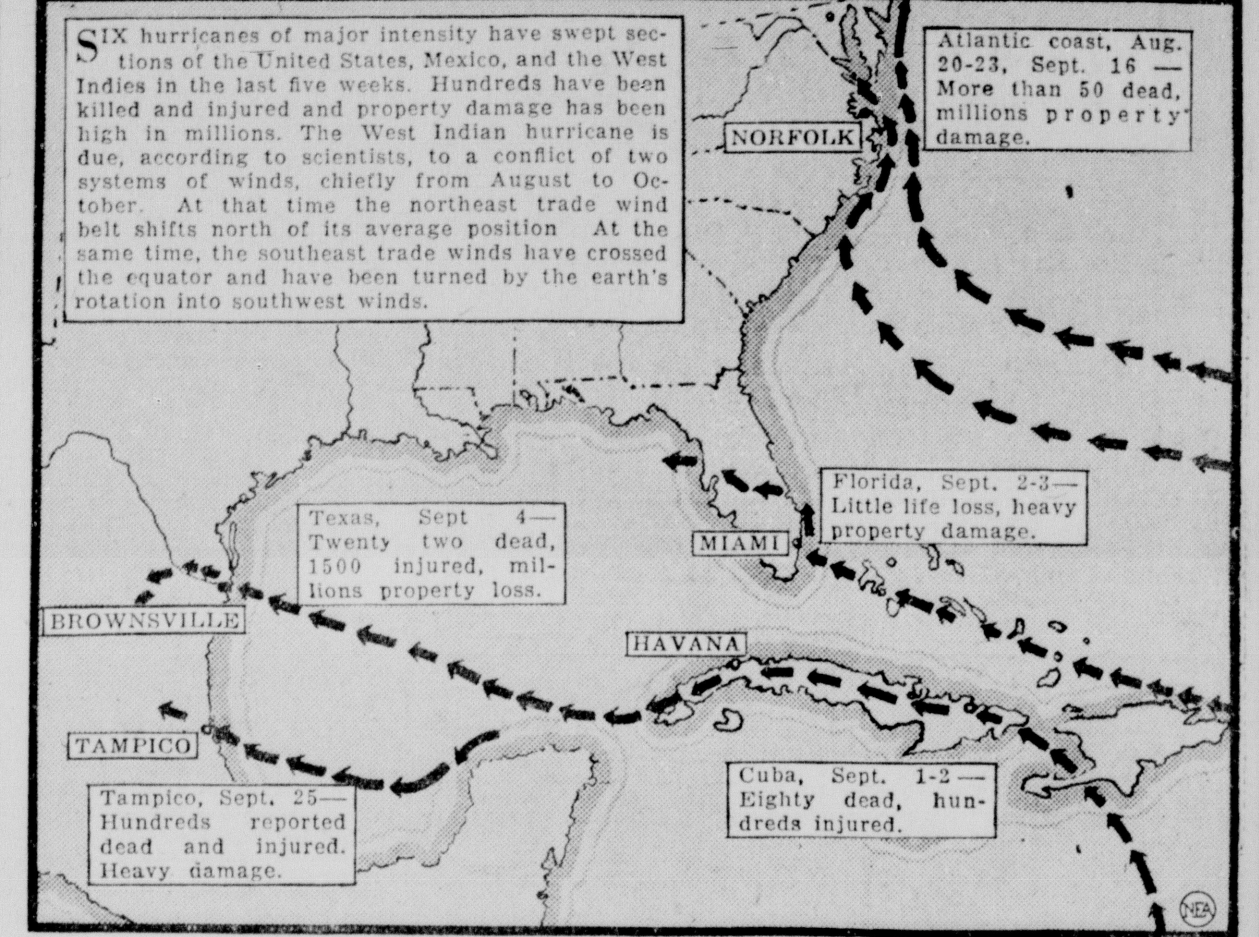 SIX hurricanes of major intensity have swept sec-
tions of the United States, Mexico, and the West
Indies in the last five weeks. Hundreds have been
killed and injured and property damage has been
high in millions. The West Indian hurricane is
due, according to scientists, to a conflict of two
systems of winds, chiefly from August to Oc-
tober. At that time the northeast trade wind
belt shifts north of its average position At the
same time, the southeast trade winds have crossed
the equator and have been turned by the earth's
rotation into southwest winds.
Atlantic coast, Aug.
20-23, Sept. 16 —
More than 50 dead,
millions property
damage.
NORFOLK
Florida, Sept. 2-3—
Little life loss, heavy
property damage.
MIAMI
Texas, Sept 4—
Twenty two dead,
1500 injured, mil-
lions property loss.
BROWNSVILLE
HAVANA
TAMPICO
Cuba, Sept. 1-2 —
Eighty dead, hun-
dreds injured.
Tampico, Sept. 25—
Hundreds reported
dead and injured.
Heavy damage.
NEA